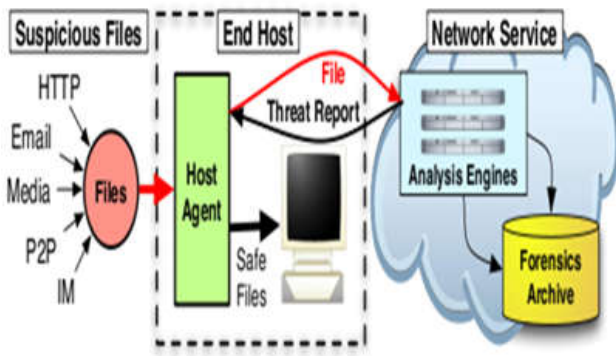 Suspicious Files
End Host
Network Service
HTTP
Email
Media
P2P
IM
Files
Host
Agent
File
Threat Report
Safe
Files
Analysis Engines
Forensics
Archive